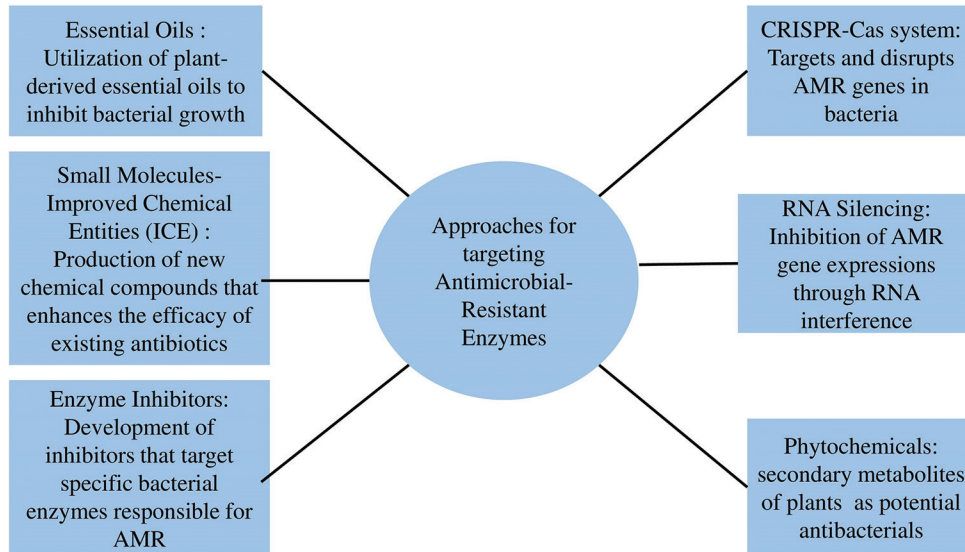 Essential Oils :
Utilization of plant-
derived essential oils to
inhibit bacterial growth
Small Molecules-
Improved Chemical
Entities (ICE) :
Production of new
chemical compounds that
enhances the efficacy of
existing antibiotics
Enzyme Inhibitors:
Development of
inhibitors that target
specific bacterial
enzymes responsible for
AMR
Approaches for
targeting
Antimicrobial-
Resistant
Enzymes
CRISPR-Cas system:
Targets and disrupts
AMR genes in
bacteria
RNA Silencing:
Inhibition of AMR
gene expressions
through RNA
interference
Phytochemicals:
secondary metabolites
of plants as potential
antibacterials